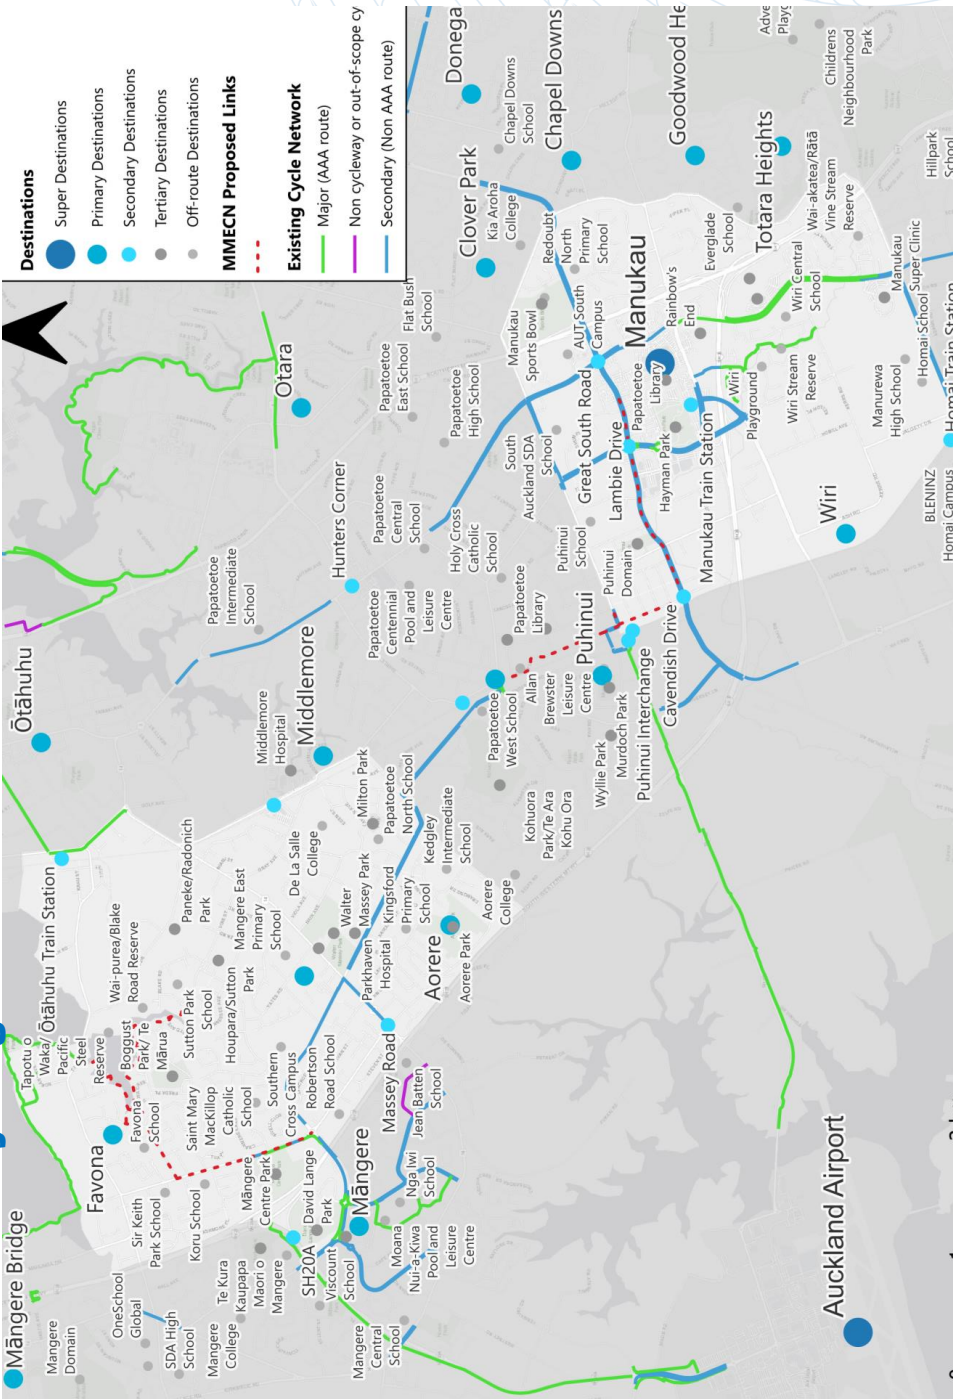 Destinations
Super Destinations
Primary Destinations
Secondary Destinations
Tertiary Destinations
Off-route Destinations
MMECN Proposed Links
Existing Cycle Network
Major (AAA route)
Non cycleway or out-of-scope cy
Secondary (Non AAA route)
Māngere Bridge
Mangere
Domain
OneSchool
Global
SDA High
School
Mangere
College
Te Kura
Kaupapa
Maori o
Mangere
Favona
Sir Keith
Park School
Koru School
Favona
School
Tapotu o
Waka/
Pacific
Steel
Reserve
Ōtāhuhu Train Station
Ōtāhuhu
Wai-purea/Blake
Road Reserve
Boggust
Park/ Te
Mārua
Sutton Park
School
Houpara/Sutton
Park
Paneke/Radonich
Park
Mangere East
Primary
School
Saint Mary
MacKillop
Catholic
School
Southern
Cross Campus
Robertson
Road School
Māngere
Centre Park
David Lange
Park
SH20A
Viscount
School
Māngere
Mangere
Central
School
Moana
Nui-a-Kiwa
Pool and
Leisure
Centre
Nga Iwi
School
Jean Batten
School
Massey Road
De La Salle
College
Walter
Massey Park
Parkhaven
Hospital
Kingsford
Primary
School
Aorere
Aorere Park
Aorere
College
Kedgley
Intermediate
School
Papatoetoe
North School
Milton Park
Middlemore
Hospital
Middlemore
Papatoetoe
Intermediate
School
Hunters Corner
Otara
Papatoetoe
Centennial
Pool and
Leisure
Centre
Papatoetoe
Central
School
Papatoetoe
East School
Flat Bush
School
Papatoetoe
High School
Holy Cross
Catholic
School
South
Auckland SDA
School
Manukau
Sports Bowl
Papatoetoe
West School
Kohuora
Park/Te Ara
Kohu Ora
Allan
Brewster
Leisure
Centre
Papatoetoe
Library
Puhinui
School
Puhinui
Domain
Puhinui
Wyllie Park
Murdoch Park
Puhinui Interchange
Cavendish Drive
Lambie Drive
Great South Road
AUT South
Campus
Redoubt
North
Primary
School
Kia Aroha
College
Clover Park
Donega
Chapel Downs
School
Chapel Downs
Goodwood He
Adve
Playg
Childrens
Neighbourhood
Park
Totara Heights
Everglade
School
Wai-akatea/Rātā
Vine Stream
Reserve
Hillpark
School
Manukau
Rainbow's
End
Papatoetoe
Library
Hayman Park
Manukau Train Station
Wiri
Playground
Wiri Stream
Reserve
Wiri Central
School
Manukau
Super Clinic
Homai School
Manurewa
High School
Homai Train Station
BLENINZ
Homai Campus
Wiri
Auckland Airport